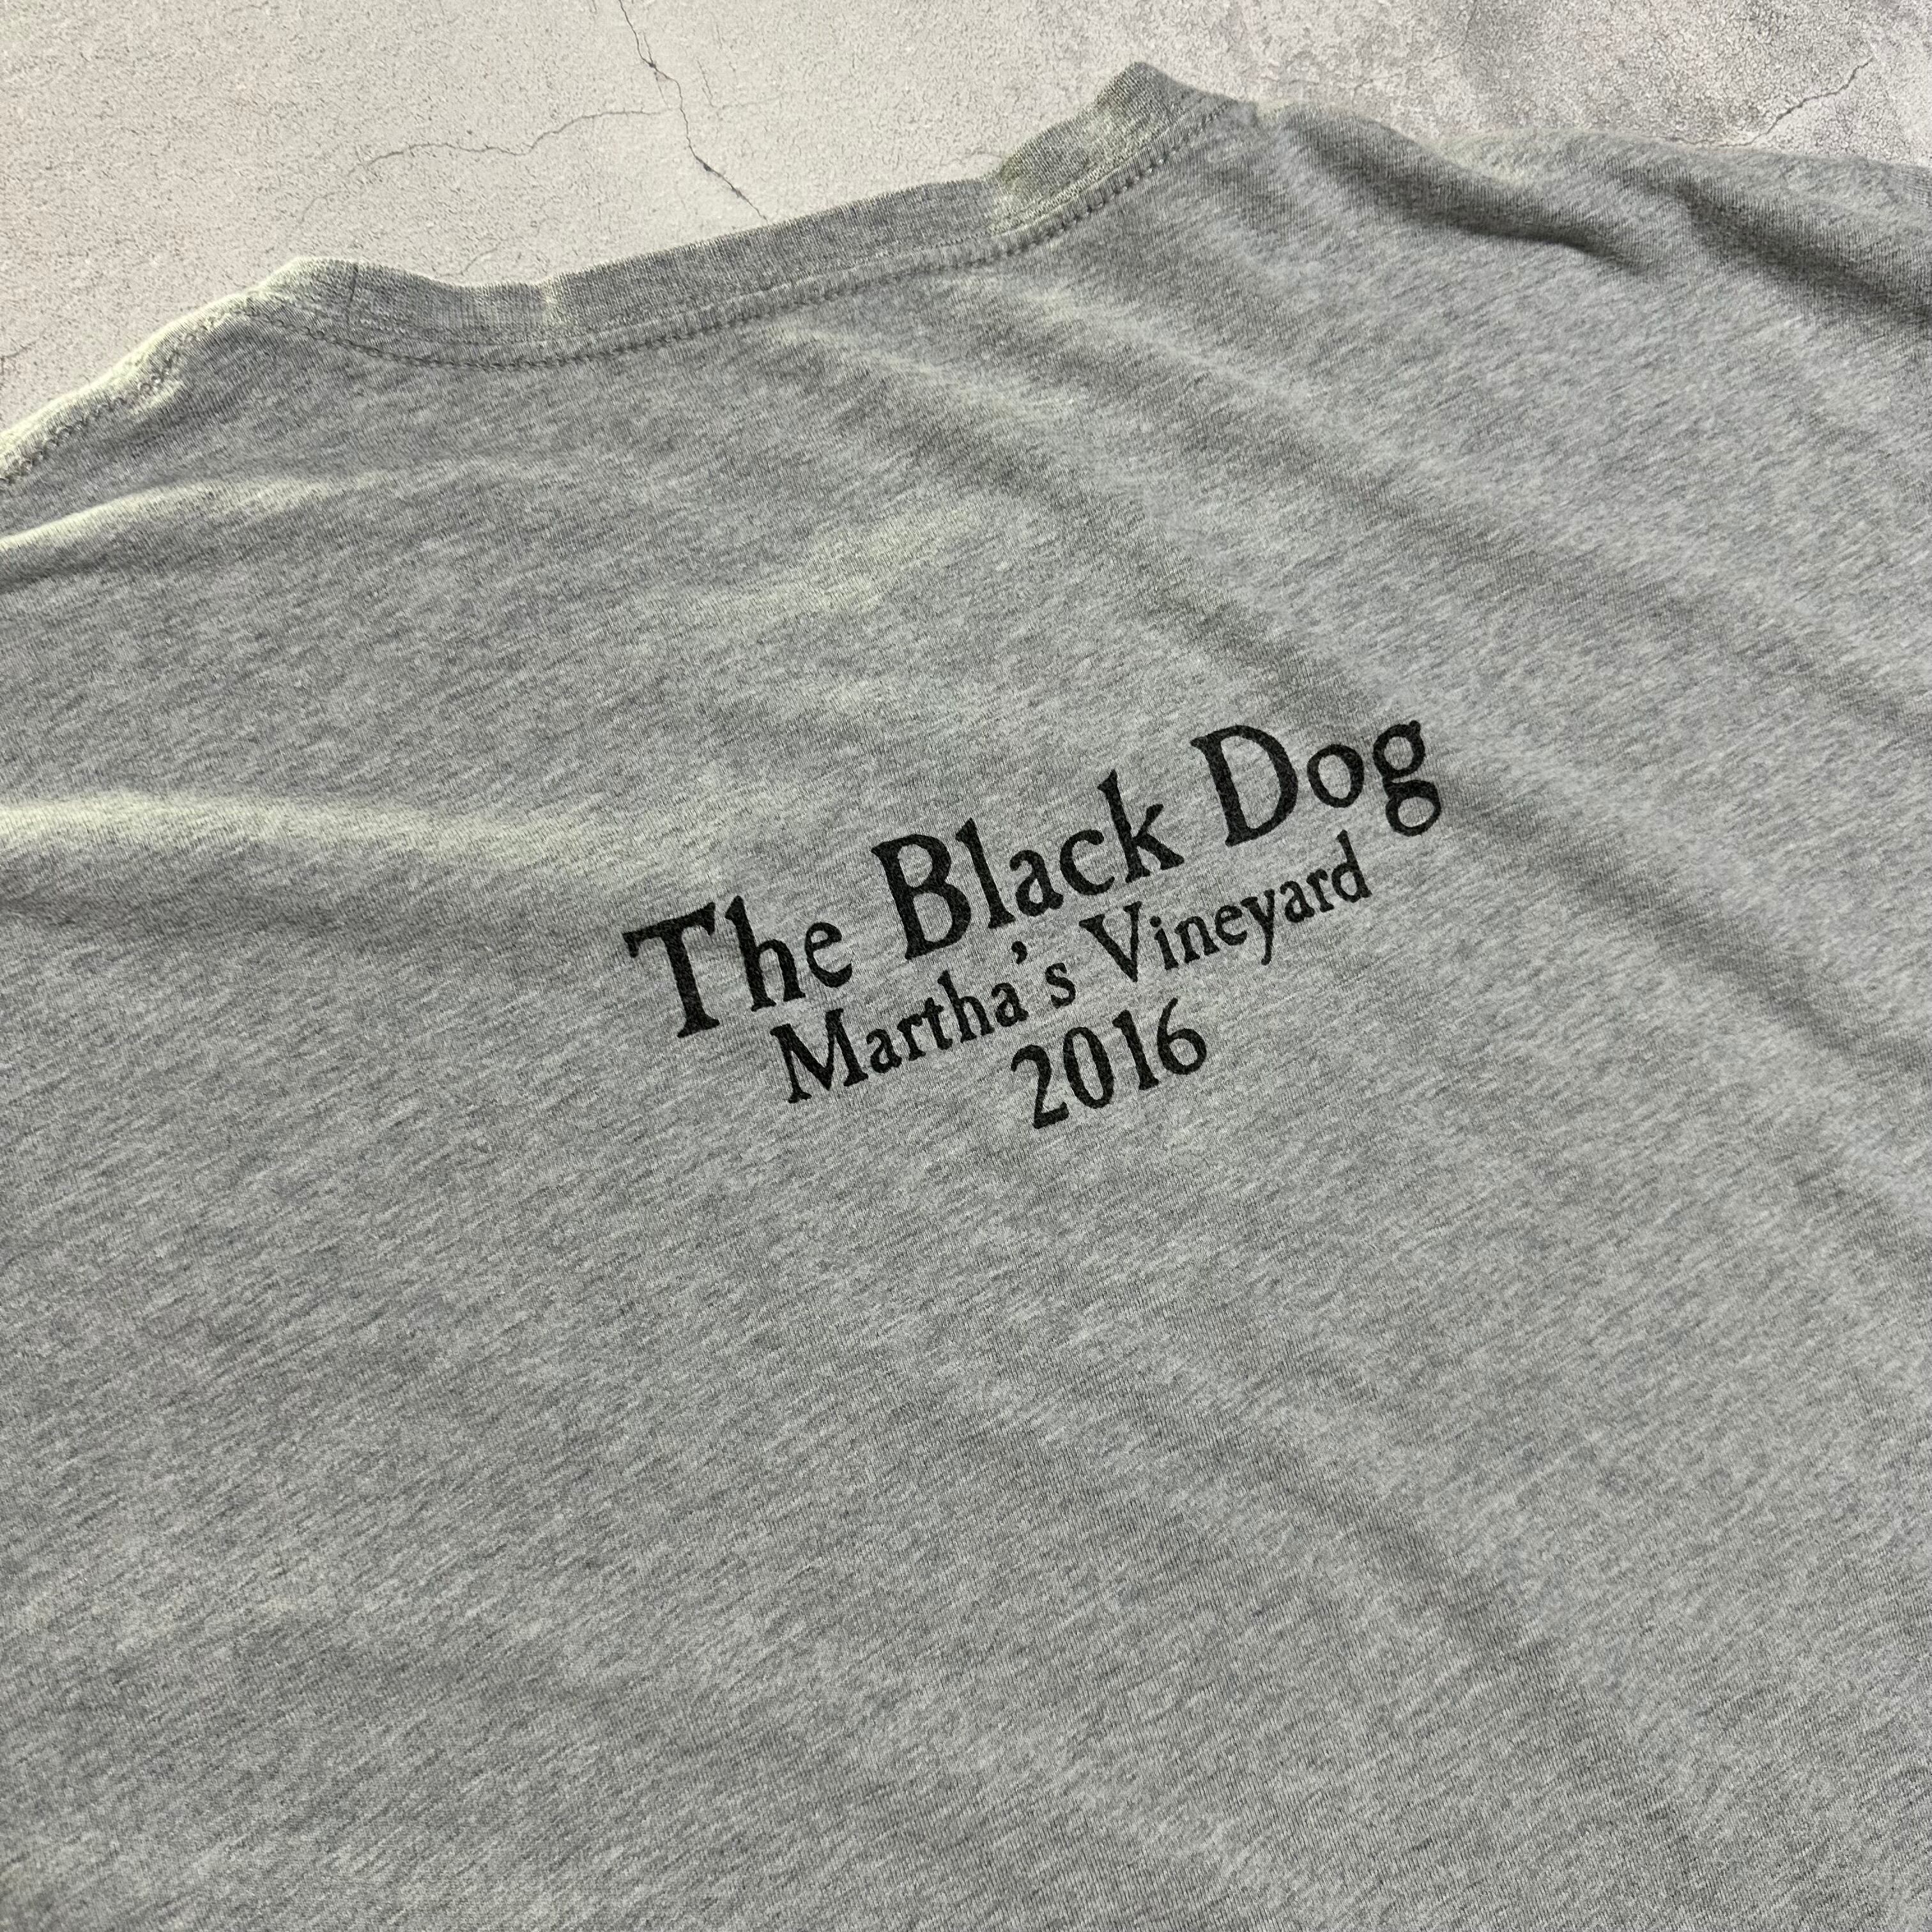 The Black Dog
Martha's Vineyard
2016